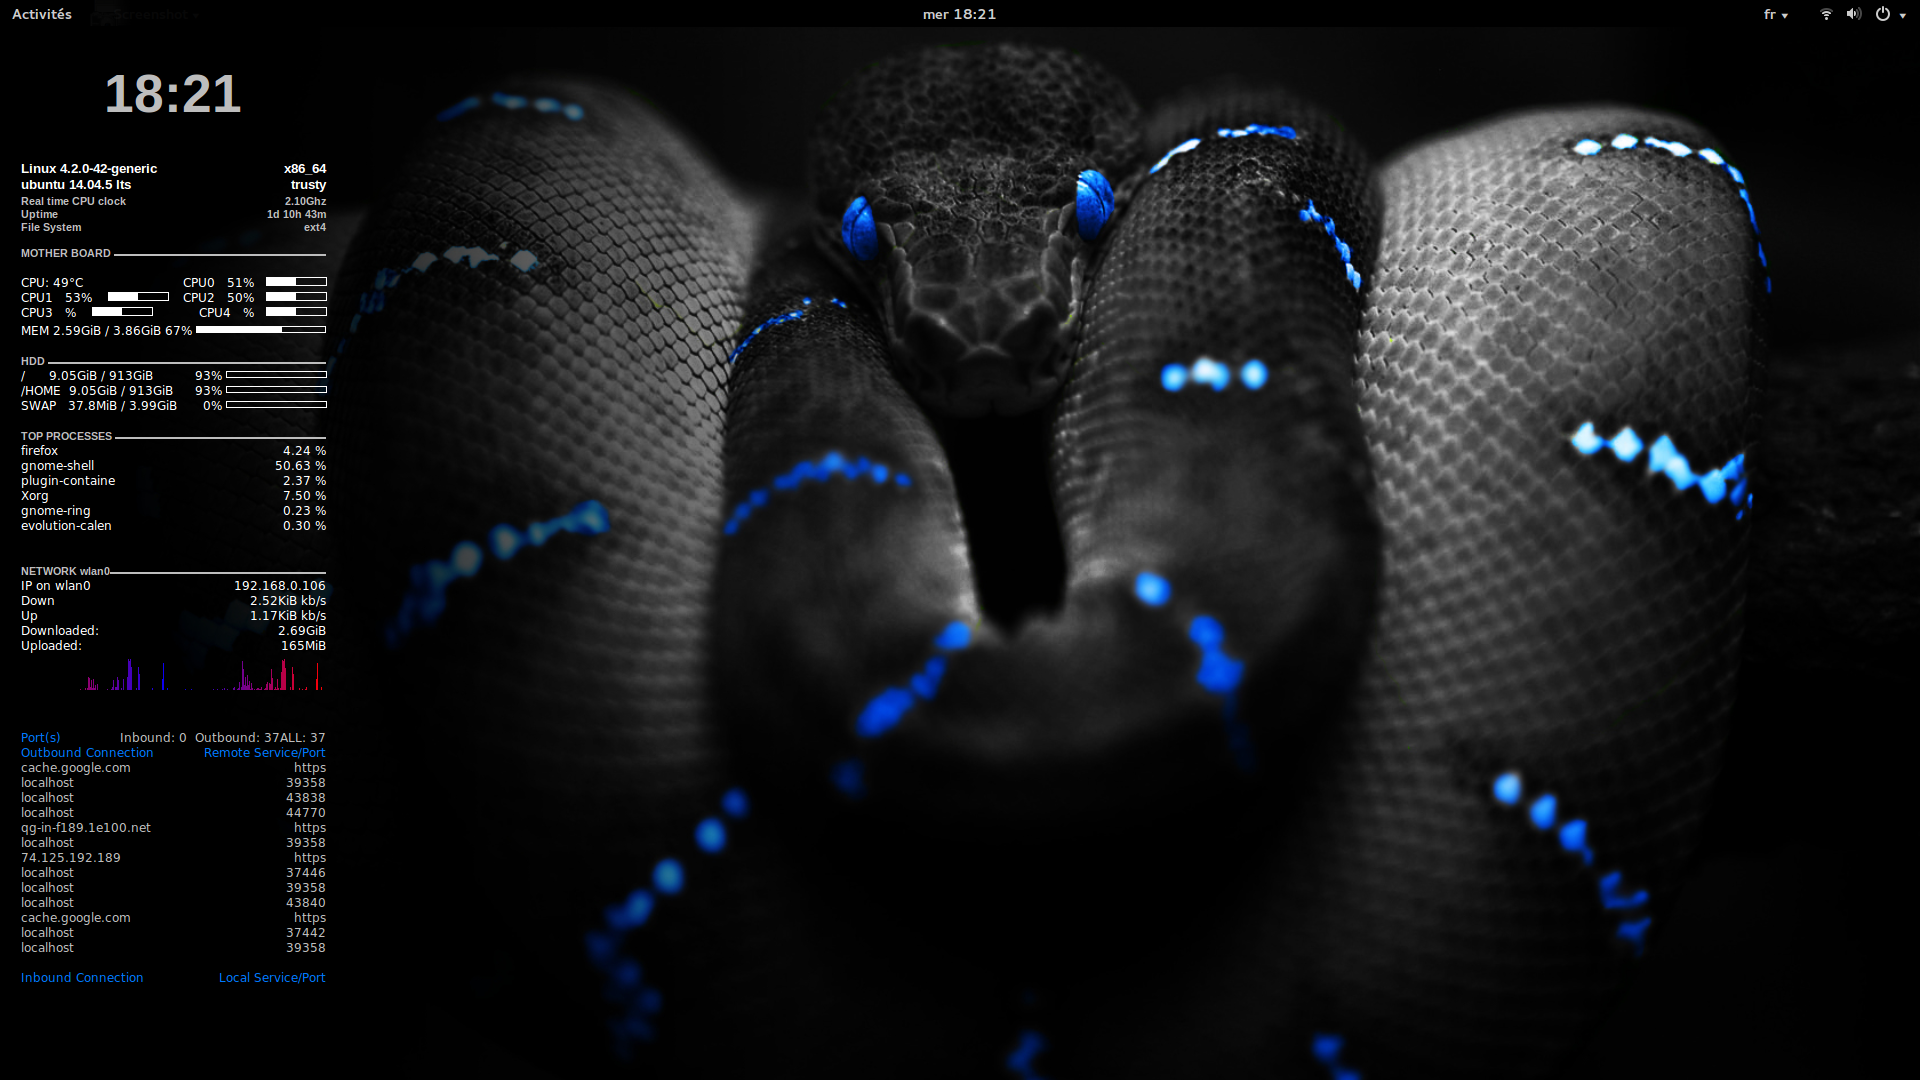 Activités Screenshot mer 18:21 fr
18:21
Linux 4.2.0-42-generic x86_64
ubuntu 14.04.5 lts trusty
Real time CPU clock 2.10Ghz
Uptime 1d 10h 43m
File System ext4
MOTHER BOARD
CPU: 49°C CPU0 51%
CPU1 53% CPU2 50%
CPU3 % CPU4 %
MEM 2.59GiB / 3.86GiB 67%
HDD
/ 9.05GiB / 913GiB 93%
/HOME 9.05GiB / 913GiB 93%
SWAP 37.8MiB / 3.99GiB 0%
TOP PROCESSES
firefox 4.24 %
gnome-shell 50.63 %
plugin-containe 2.37 %
Xorg 7.50 %
gnome-ring 0.23 %
evolution-calen 0.30 %
NETWORK wlan0
IP on wlan0 192.168.0.106
Down 2.52KiB kb/s
Up 1.17KiB kb/s
Downloaded: 2.69GiB
Uploaded: 165MiB
Port(s) Inbound: 0 Outbound: 37ALL: 37
Outbound Connection Remote Service/Port
cache.google.com https
localhost 39358
localhost 43838
localhost 44770
qg-in-f189.1e100.net https
localhost 39358
74.125.192.189 https
localhost 37446
localhost 39358
localhost 43840
cache.google.com https
localhost 37442
localhost 39358
Inbound Connection Local Service/Port